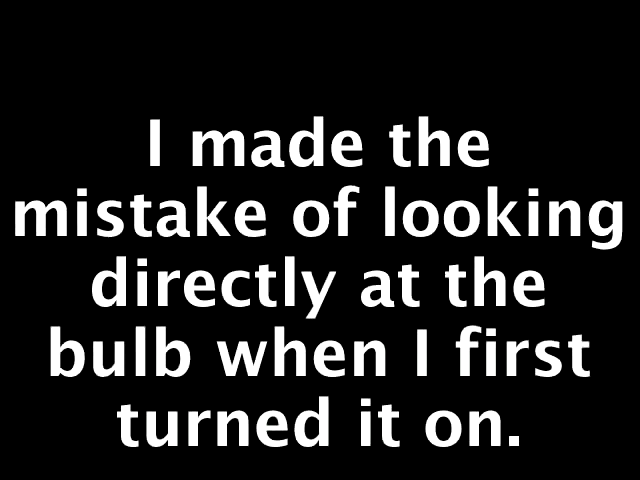 I made the
mistake of looking
directly at the
bulb when I first
turned it on.